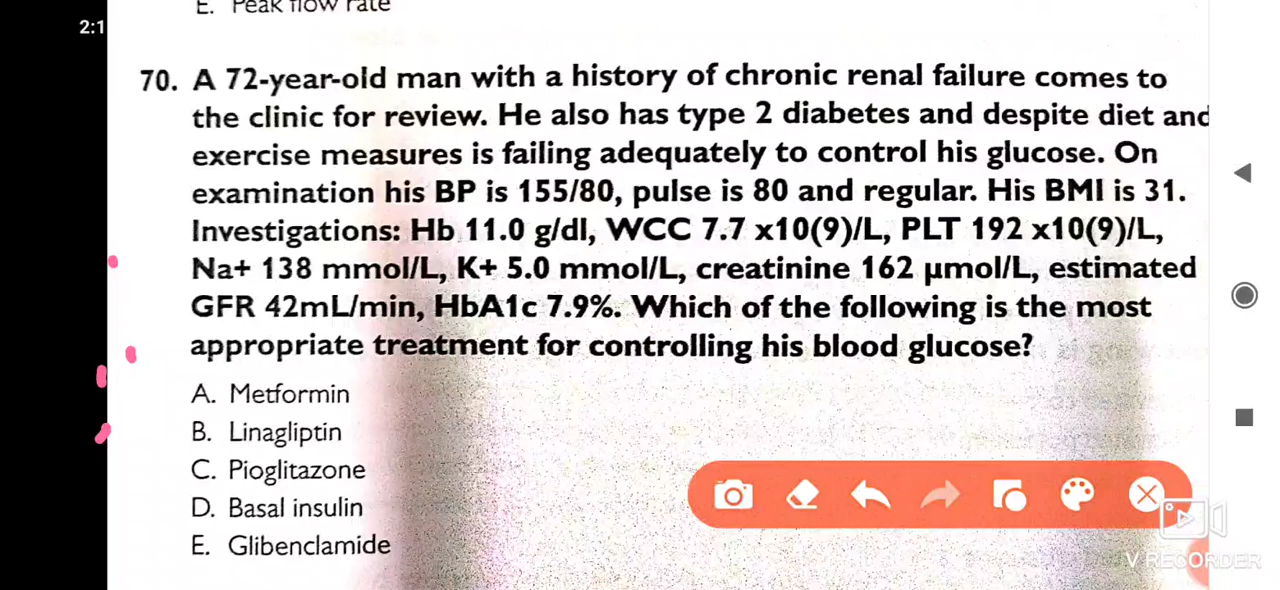 E. Peak flow rate
2:1
70. A 72-year-old man with a history of chronic renal failure comes to
the clinic for review. He also has type 2 diabetes and despite diet and
exercise measures is failing adequately to control his glucose. On
examination his BP is 155/80, pulse is 80 and regular. His BMI is 31.
Investigations: Hb 11.0 g/dl, WCC 7.7 x10(9)/L, PLT 192 x10(9)/L,
Na+ 138 mmol/L, K+ 5.0 mmol/L, creatinine 162 μmol/L, estimated
GFR 42mL/min, HbA1c 7.9%. Which of the following is the most
appropriate treatment for controlling his blood glucose?
A. Metformin
B. Linagliptin
C. Pioglitazone
D. Basal insulin
E. Glibenclamide
V RECORDER